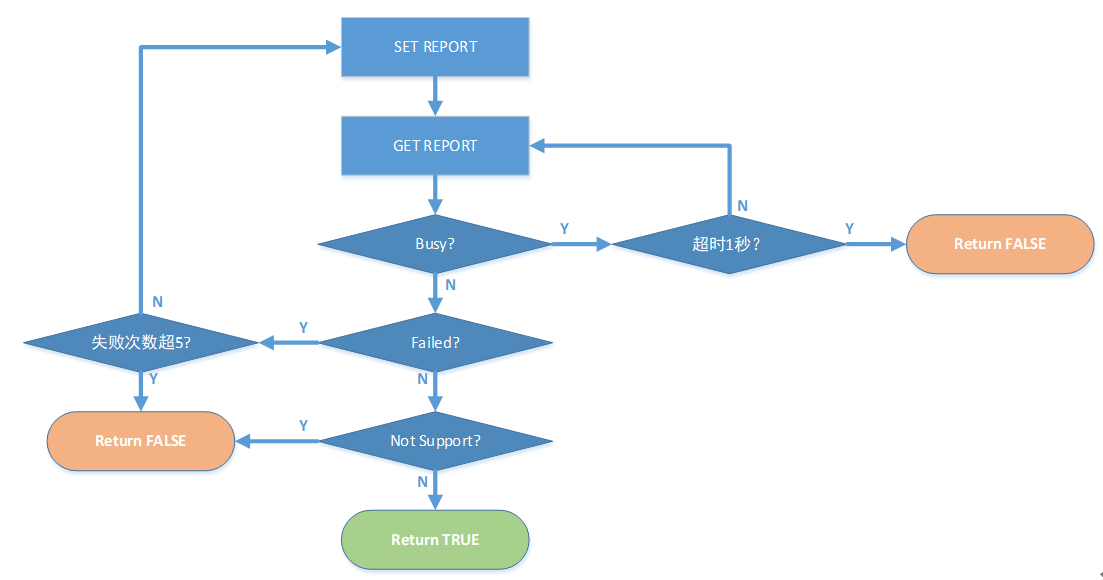 SET REPORT
GET REPORT
N
Busy?
Y
超时1秒?
Y
Return FALSE
N
N
失败次数超5?
Y
Failed?
Y
N
Return FALSE
Y
Not Support?
N
Return TRUE